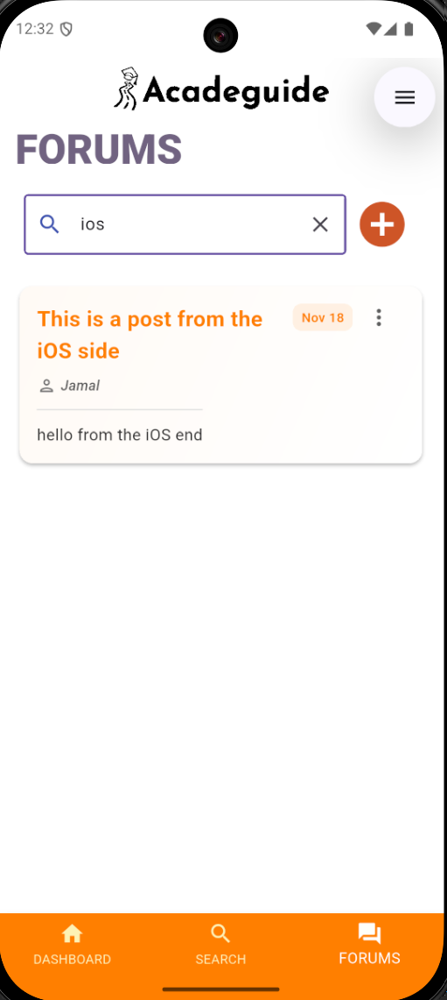 12:32
Acadeguide
FORUMS
ios
This is a post from the
iOS side
Nov 18
Jamal
hello from the iOS end
DASHBOARD
SEARCH
FORUMS